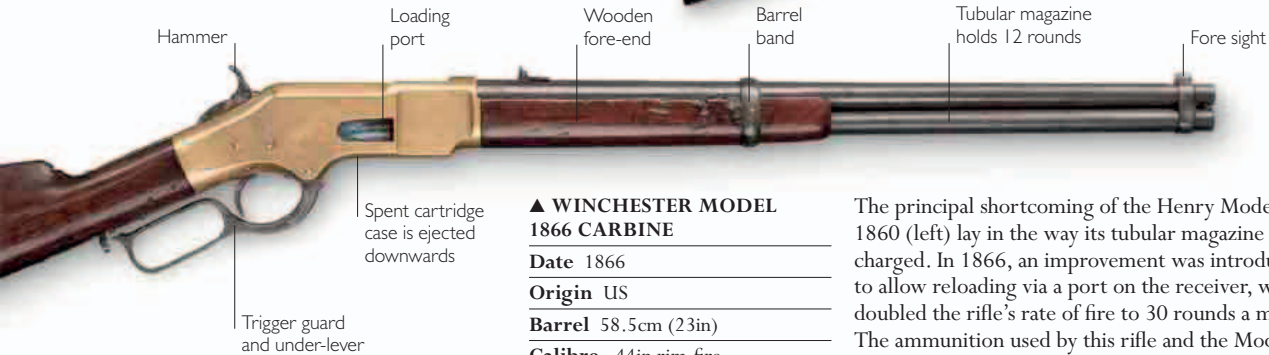 Hammer
Loading
port
Wooden
fore-end
Barrel
band
Tubular magazine
holds 12 rounds
Fore sight
Spent cartridge
case is ejected
downwards
Trigger guard
and under-lever
▲ WINCHESTER MODEL
1866 CARBINE
Date 1866
Origin US
Barrel 58.5cm (23in)
Calibre .44in rim-fire
The principal shortcoming of the Henry
1860 (left) lay in the way its tubular magazine
charged. In 1866, an improvement was
to allow reloading via a port on the receiver,
doubled the rifle's rate of fire to 30 rounds a
The ammunition used by this rifle and the